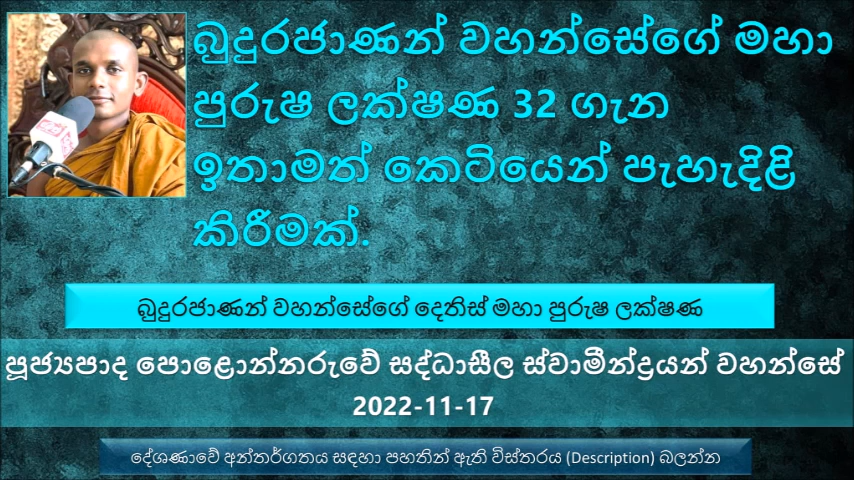 බුදුරජාණන් වහන්සේගේ මහා
පුරුෂ ලක්ෂණ 32 ගැන
ඉතාමත් කෙටියෙන් පැහැදිළි
කිරීමක්.
බුදුරජාණන් වහන්සේගේ දෙතිස් මහා පුරුෂ ලක්ෂණ
පූජ්‍යපාද පොළොන්නරුවේ සද්ධාසීල ස්වාමීන්ද්‍රයන් වහන්සේ
2022-11-17
දේශණාවේ අන්තර්ගතය සඳහා පහතින් ඇති විස්තරය (Description) බලන්න